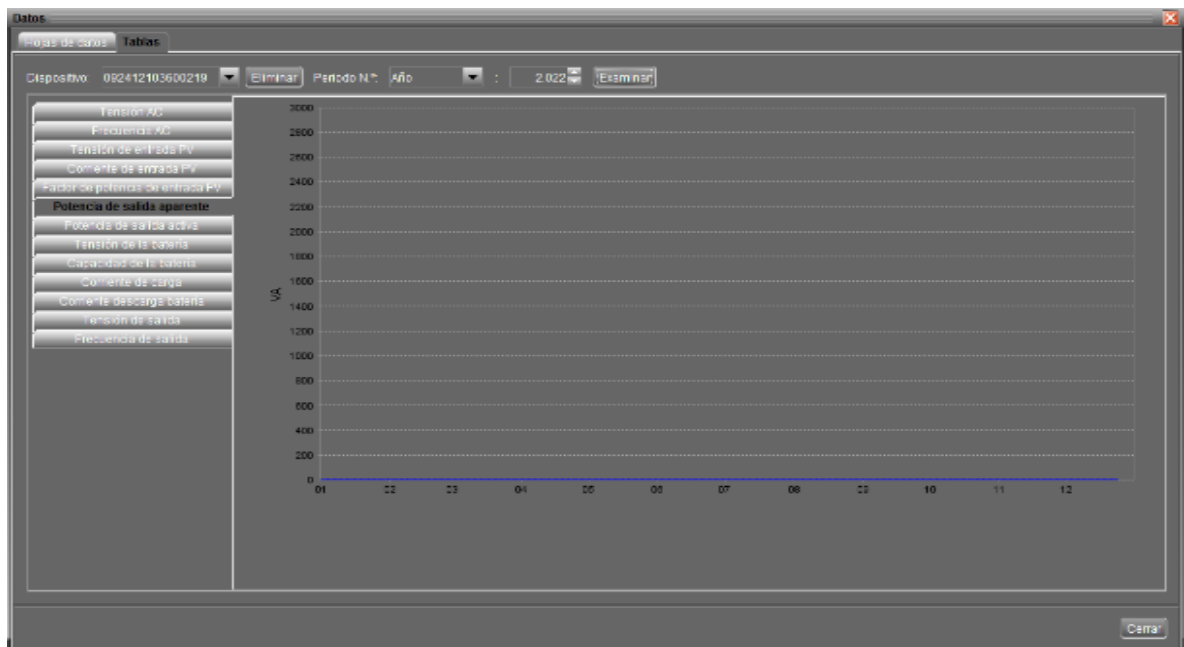 Datos
Hojas de datos Tablas
Dispositivo: 092412103600219 Eliminar Periodo N.º: Año : 2.022 Examinar
Tensión AC
Frecuencia AC
Tensión de entrada PV
Corriente de entrada PV
Factor de potencia de entrada PV
Potencia de salida aparente
Potencia de salida activa
Tensión de la batería
Capacidad de la batería
Corriente de carga
Corriente descarga batería
Tensión de salida
Frecuencia de salida
VA
3000
2800
2600
2400
2200
2000
1800
1600
1400
1200
1000
800
600
400
200
0
01 02 03 04 05 06 07 08 09 10 11 12
Cerrar